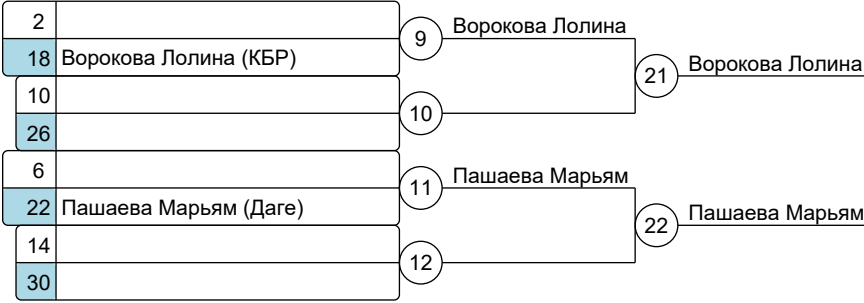 2
18 Ворокова Лолина (КБР)
9 Ворокова Лолина
21 Ворокова Лолина
10
26
10
6
22 Пашаева Марьям (Даге)
11 Пашаева Марьям
22 Пашаева Марьям
14
30
12